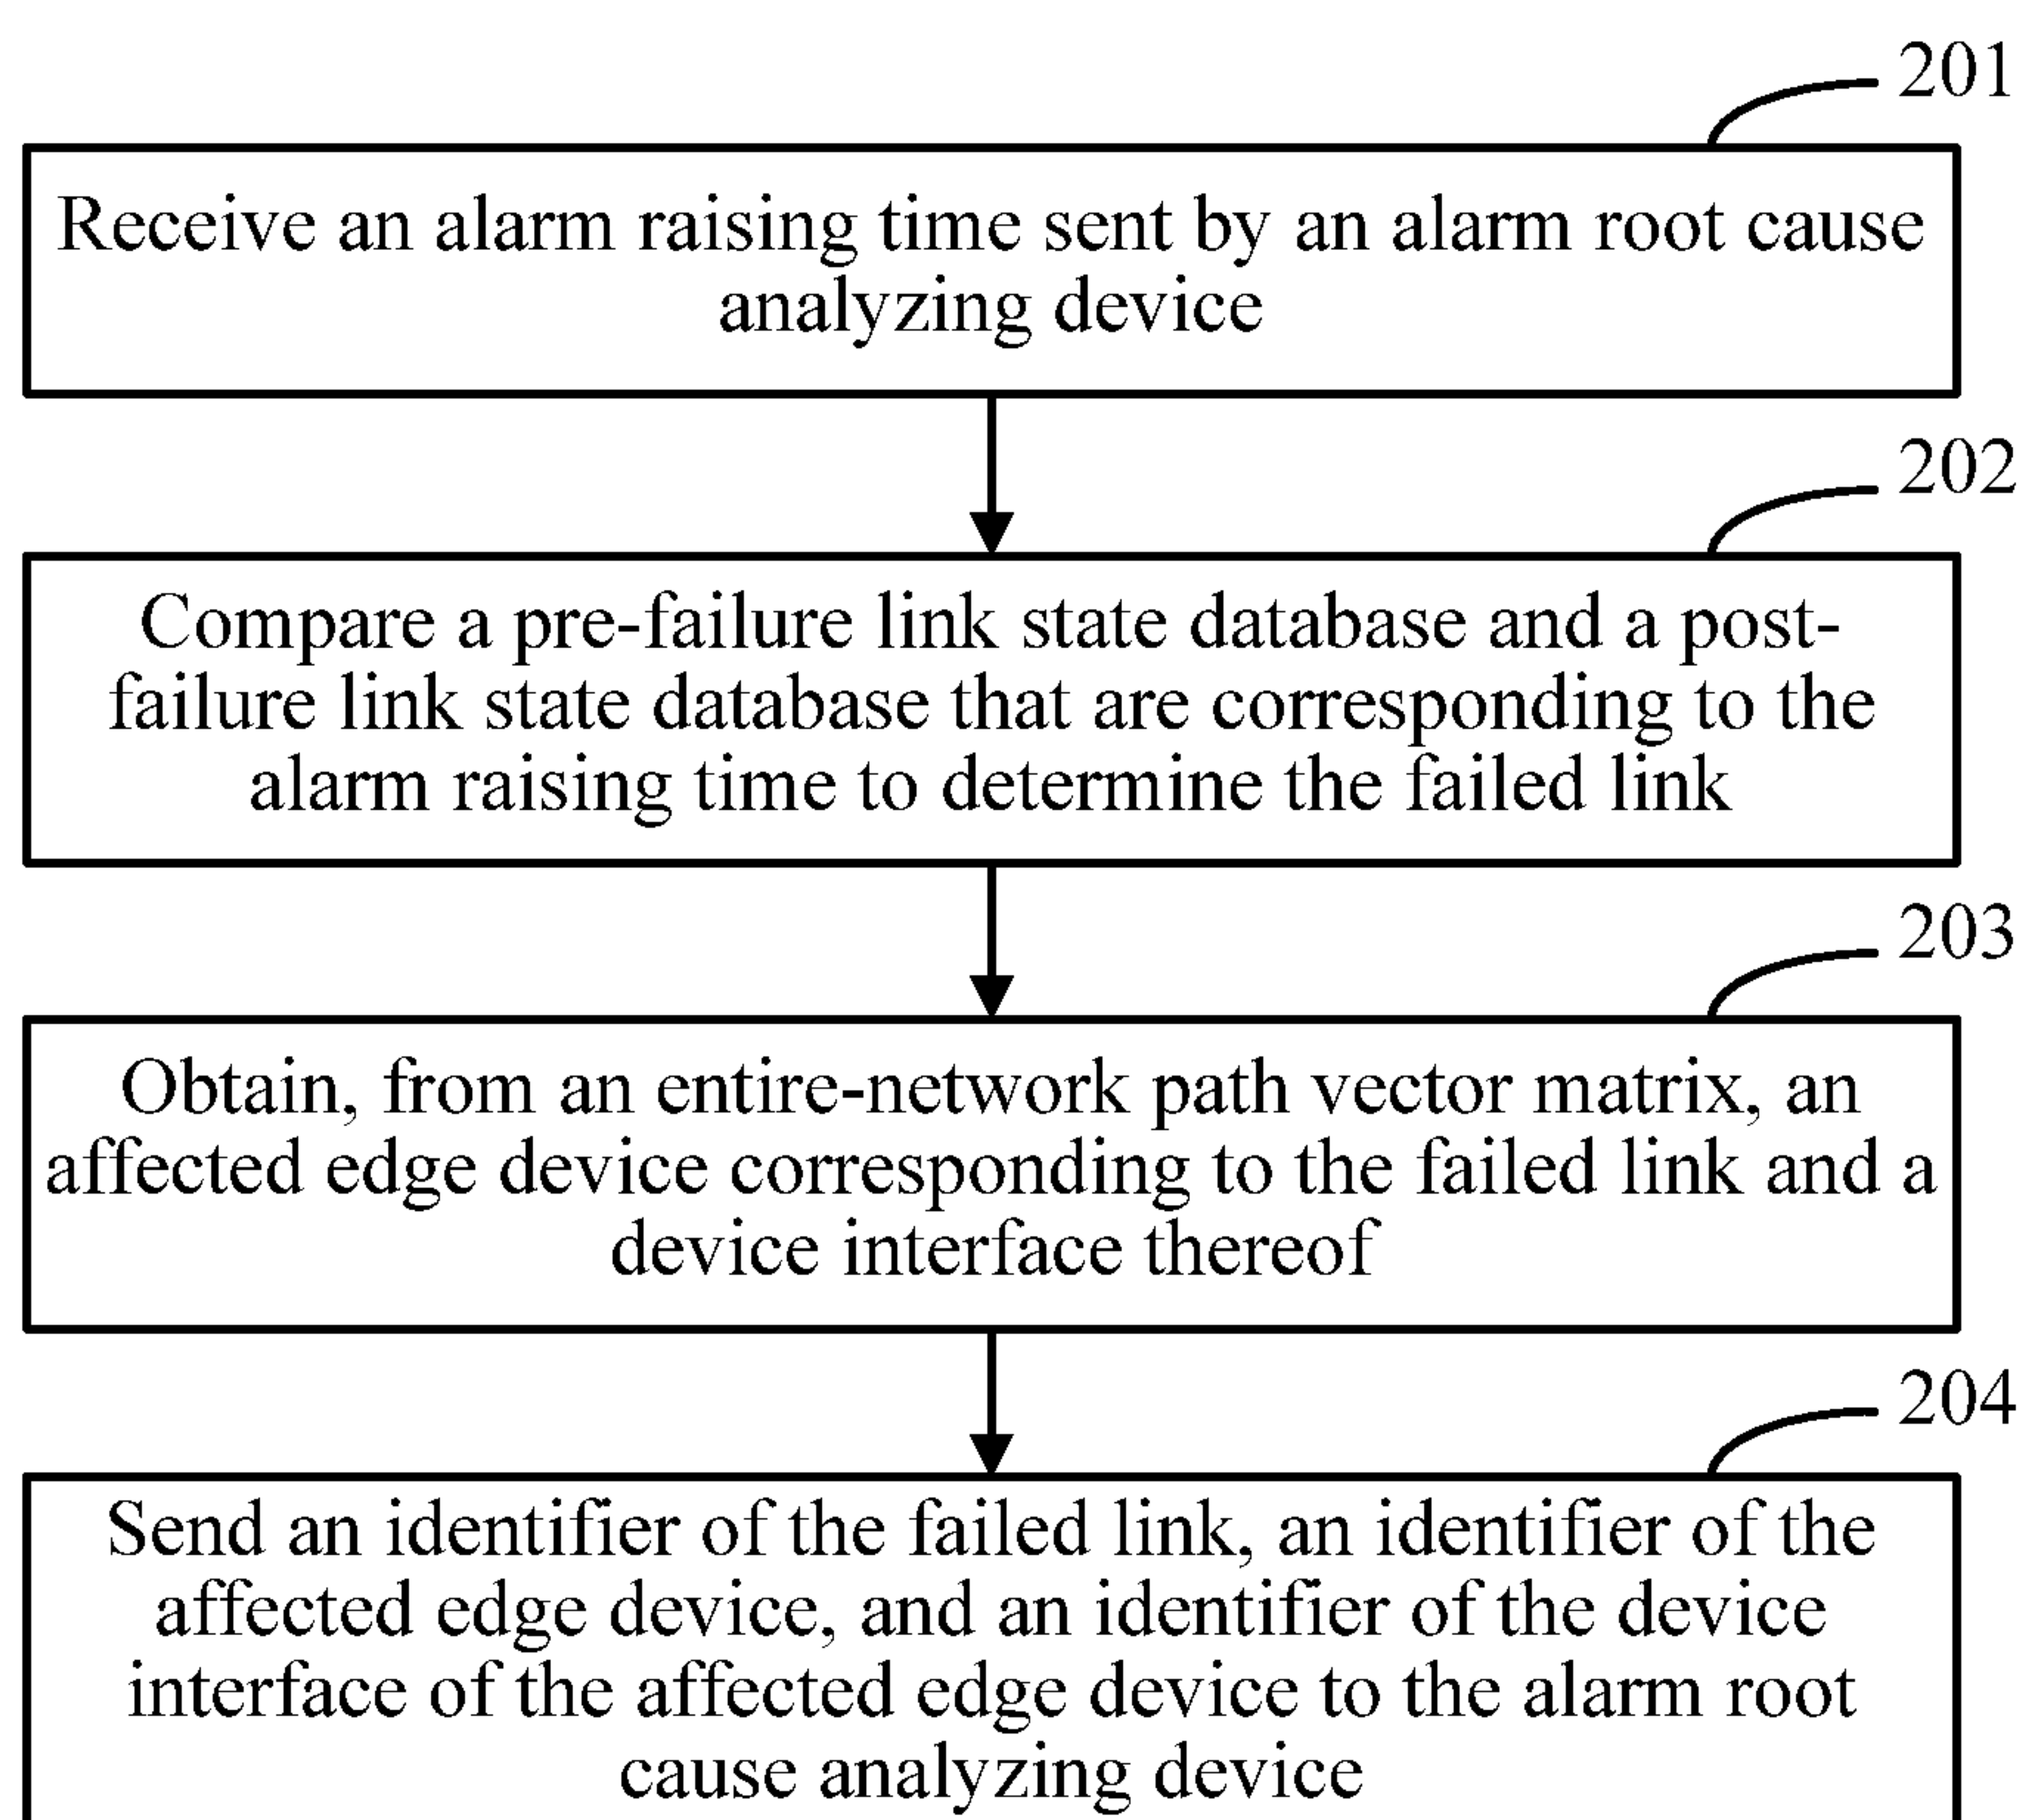 201
Receive an alarm raising time sent by an alarm root cause
analyzing device
202
Compare a pre-failure link state database and a post-
failure link state database that are corresponding to the
alarm raising time to determine the failed link
203
Obtain, from an entire-network path vector matrix, an
affected edge device corresponding to the failed link and a
device interface thereof
204
Send an identifier of the failed link, an identifier of the
affected edge device, and an identifier of the device
interface of the affected edge device to the alarm root
cause analyzing device